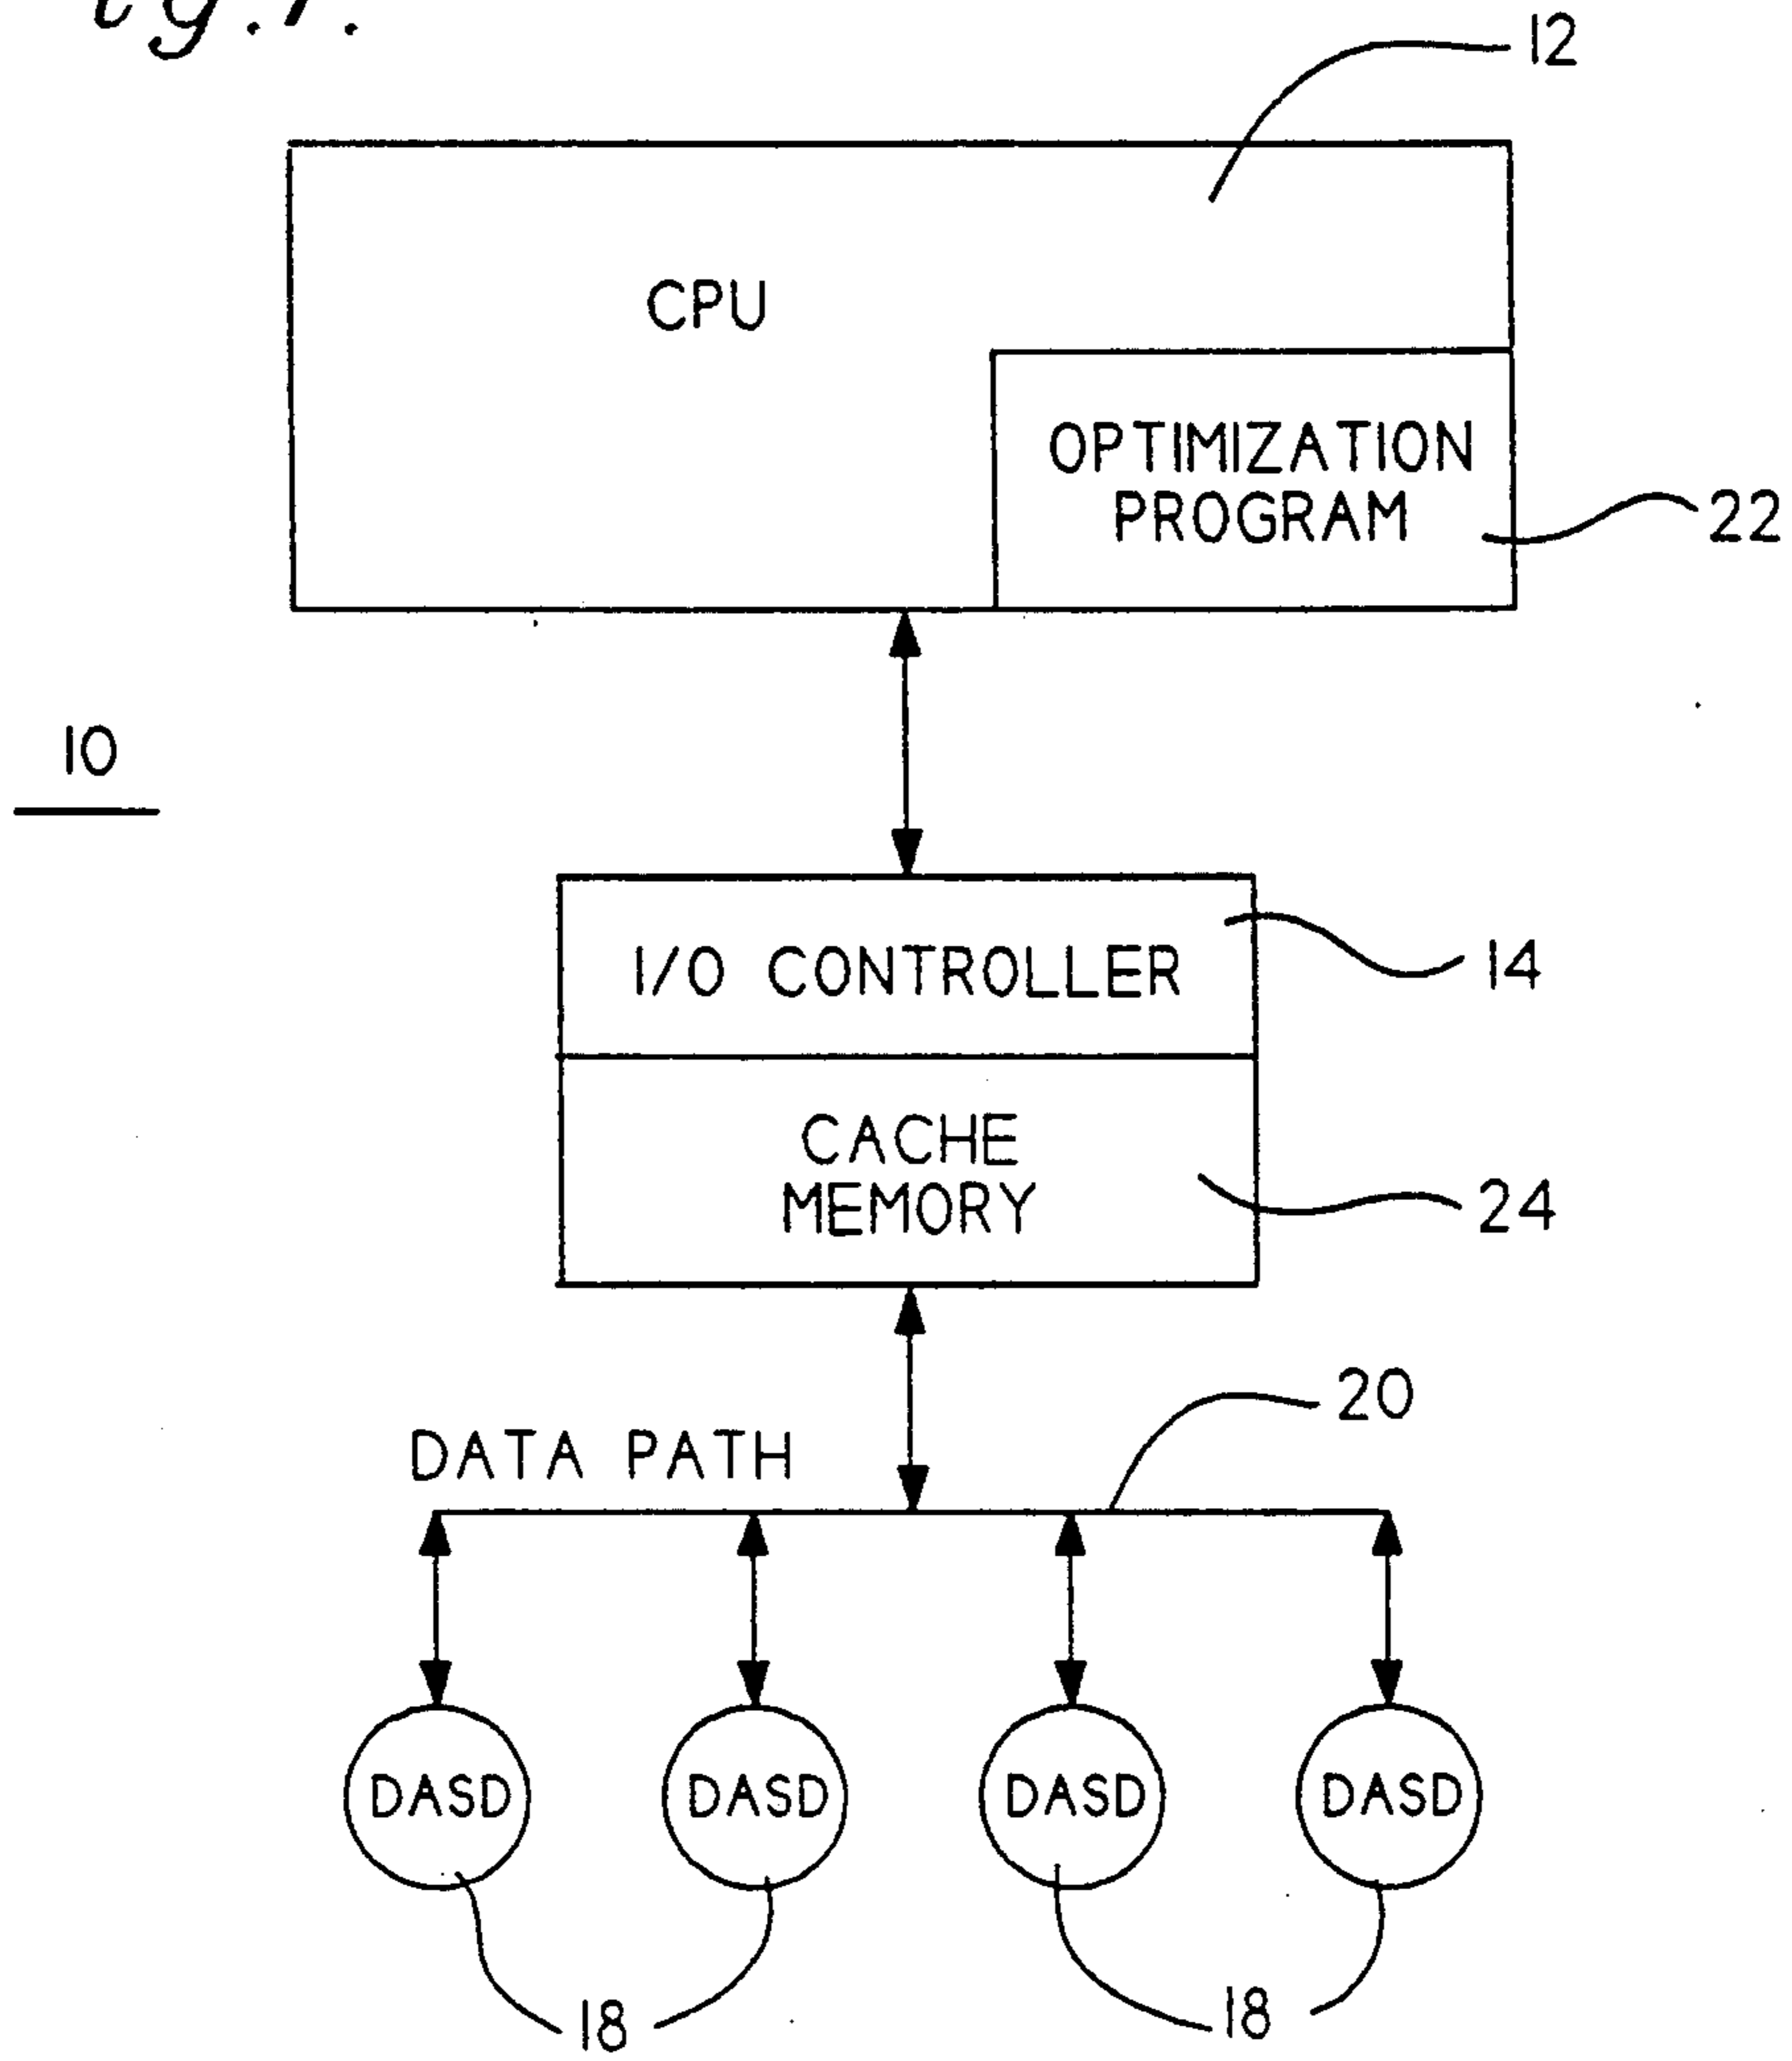 12
CPU
OPTIMIZATION
PROGRAM
22
10
I/O CONTROLLER
14
CACHE
MEMORY
24
20
DATA PATH
DASD DASD DASD DASD
18 18